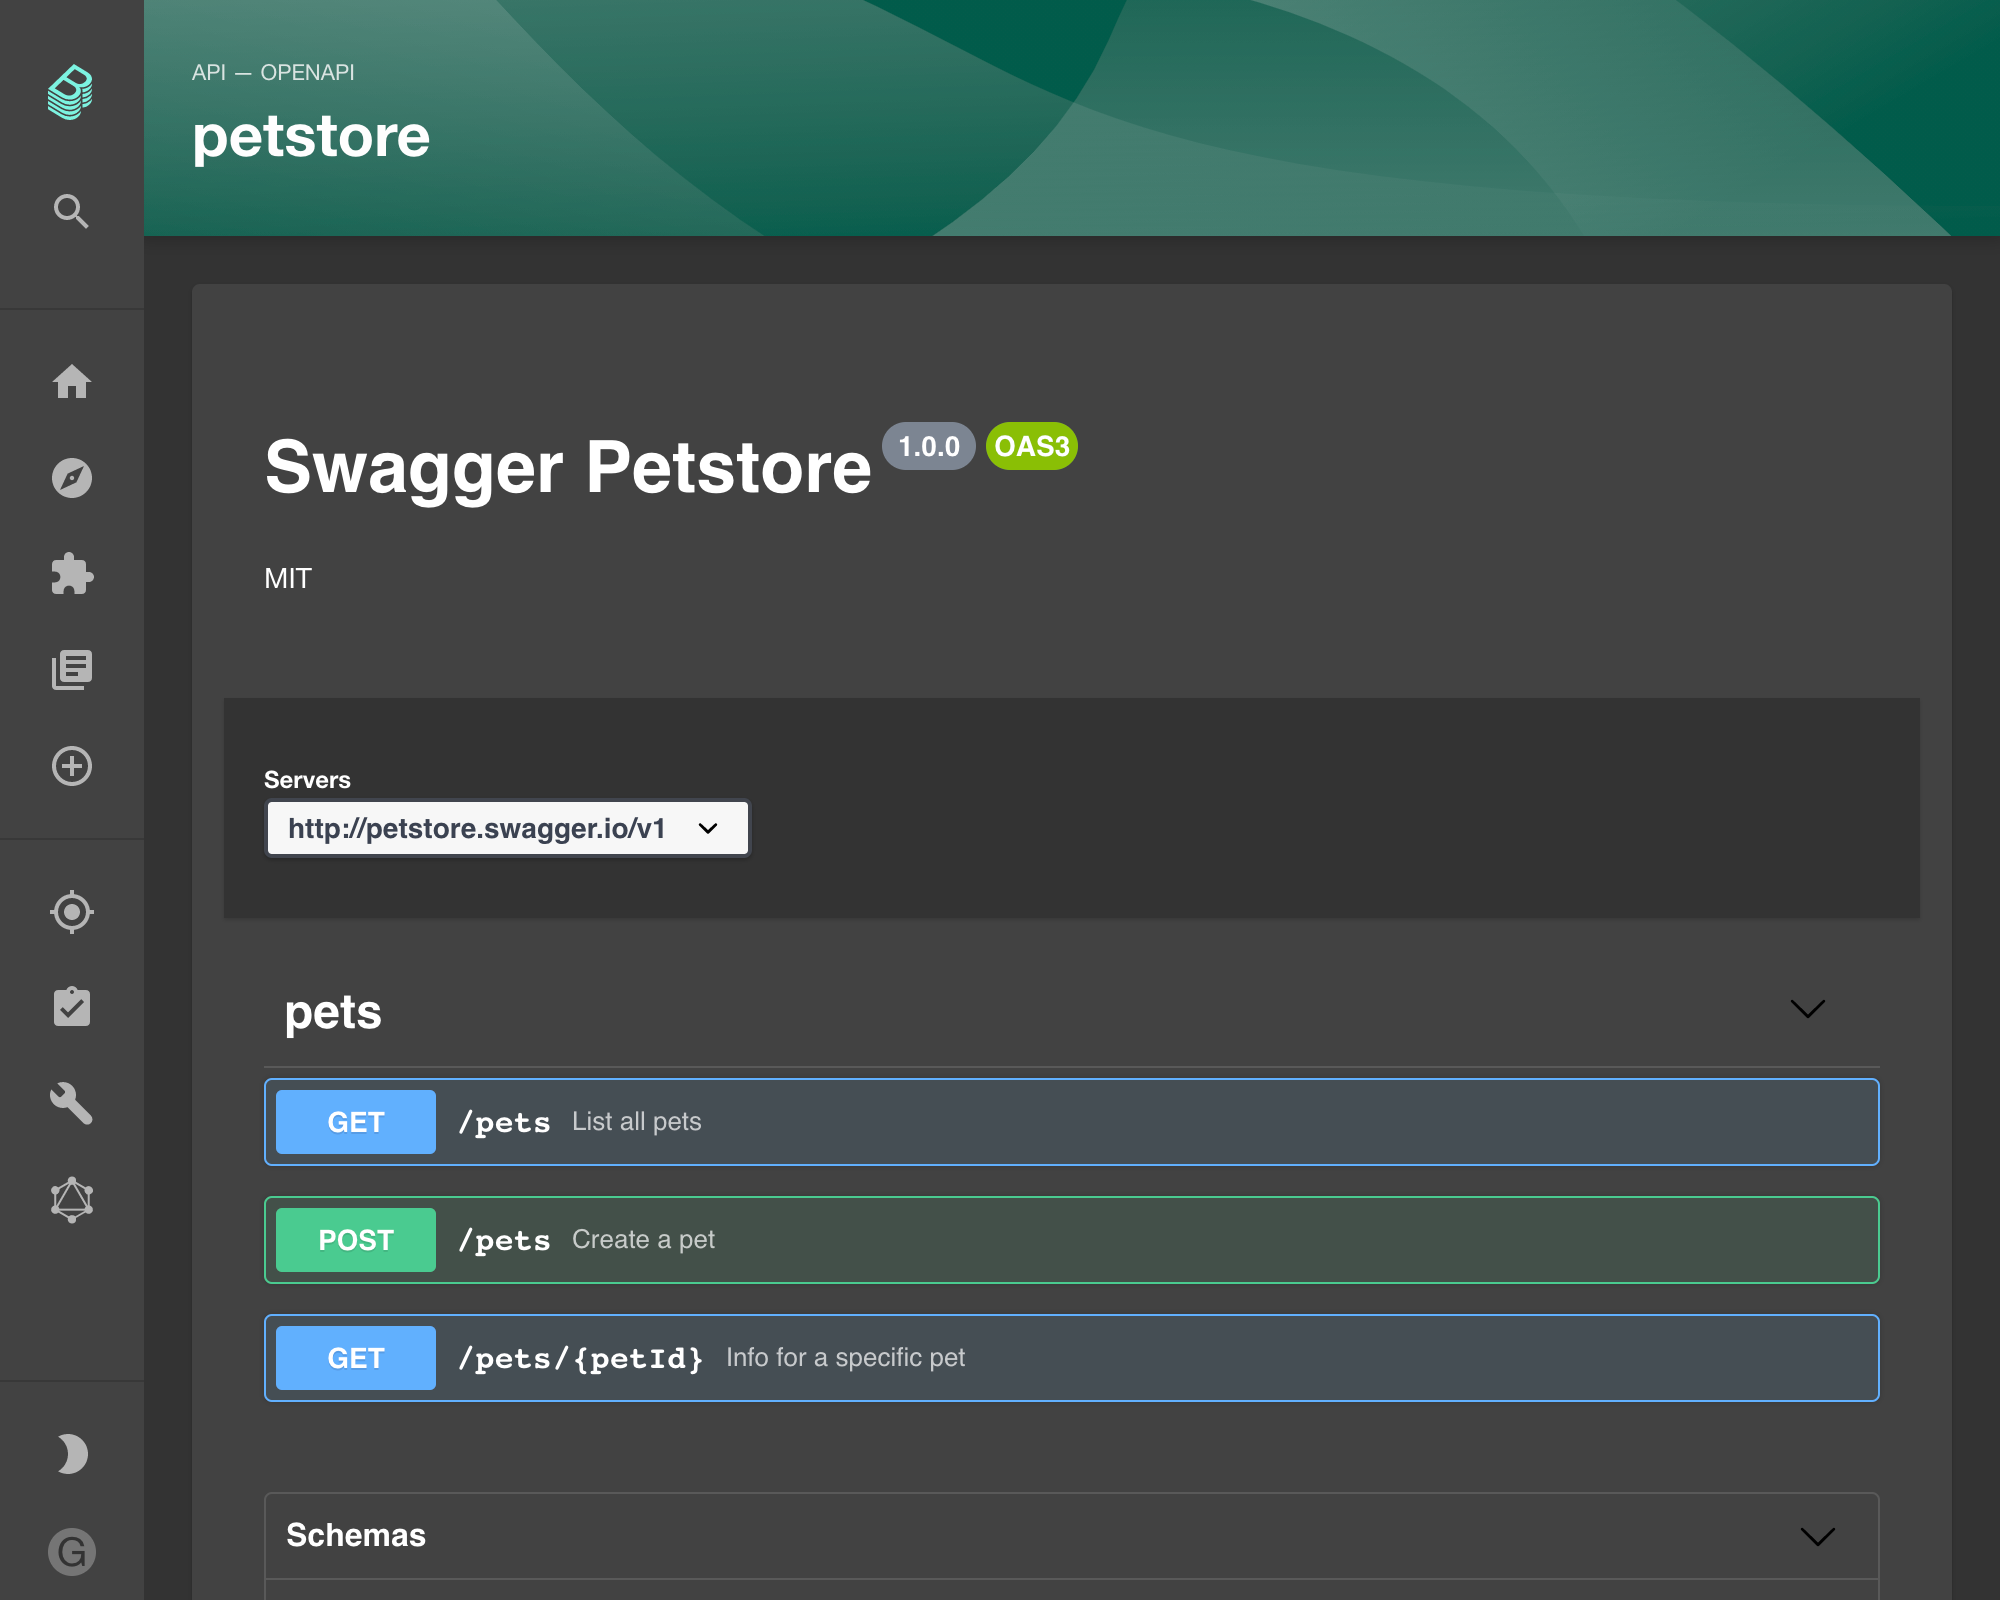 API — OPENAPI
petstore
Swagger Petstore 1.0.0 OAS3
MIT
Servers
http://petstore.swagger.io/v1
pets
GET /pets List all pets
POST /pets Create a pet
GET /pets/{petId} Info for a specific pet
Schemas
G